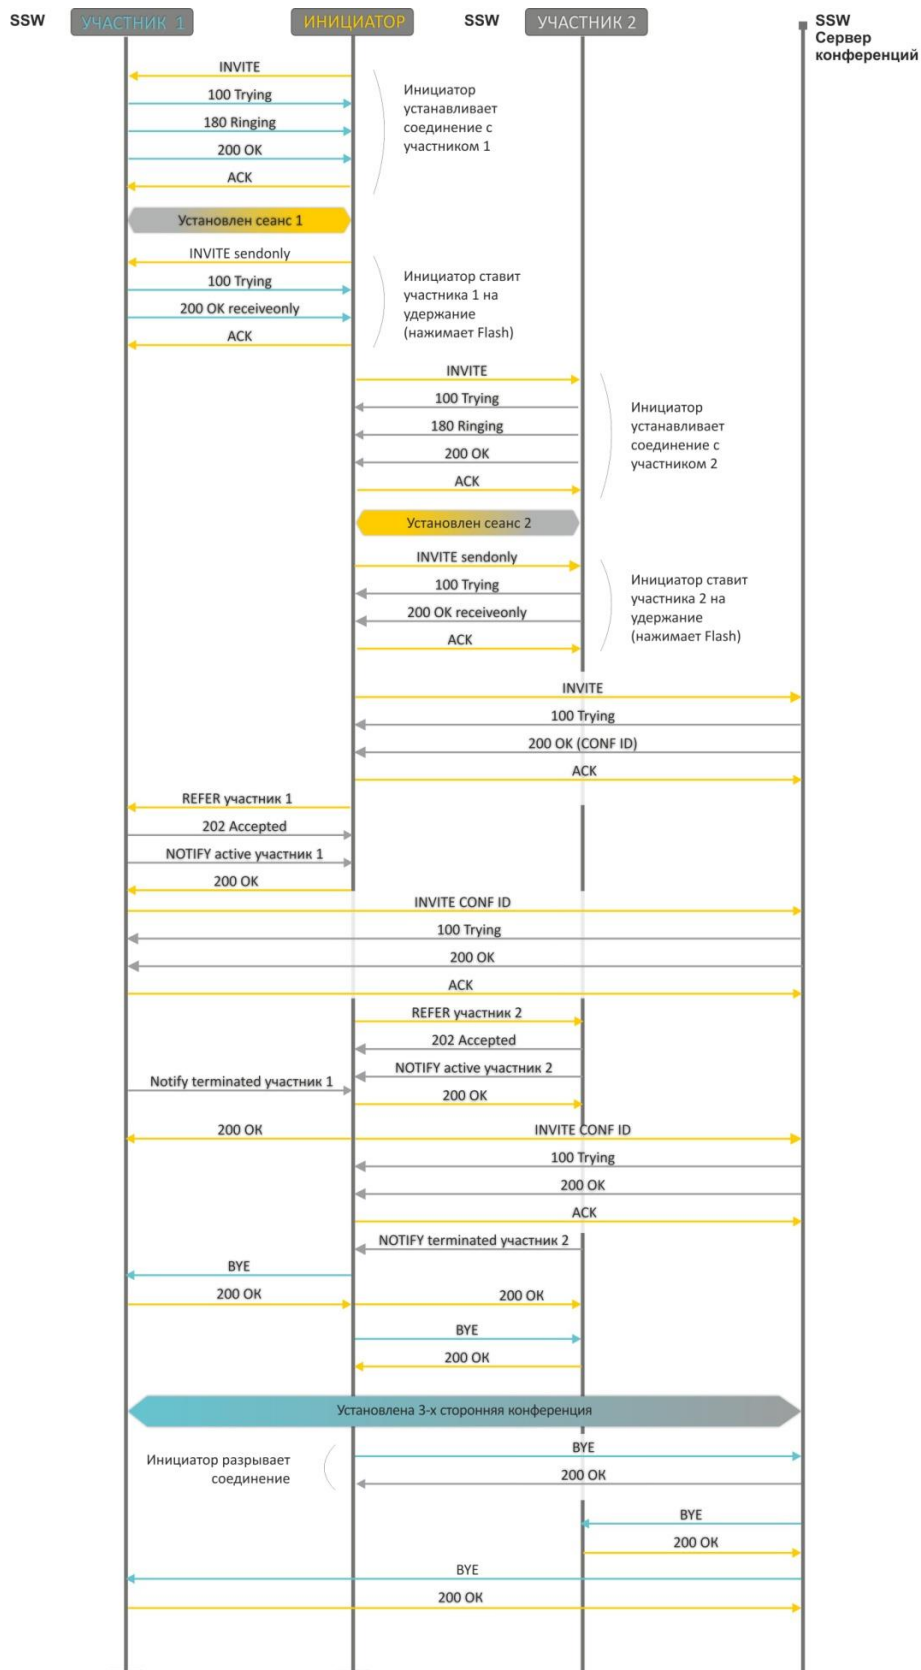 SSW
УЧАСТНИК 1
ИНИЦИАТОР
SSW
УЧАСТНИК 2
SSW
Сервер
конференций
INVITE
100 Trying
180 Ringing
200 OK
ACK
Инициатор
устанавливает
соединение с
участником 1
Установлен сеанс 1
INVITE sendonly
100 Trying
200 OK receiveonly
ACK
Инициатор ставит
участника 1 на
удержание
(нажимает Flash)
INVITE
100 Trying
180 Ringing
200 OK
ACK
Инициатор
устанавливает
соединение с
участником 2
Установлен сеанс 2
INVITE sendonly
100 Trying
200 OK receiveonly
ACK
Инициатор ставит
участника 2 на
удержание
(нажимает Flash)
INVITE
100 Trying
200 OK (CONF ID)
ACK
REFER участник 1
202 Accepted
NOTIFY active участник 1
200 OK
INVITE CONF ID
100 Trying
200 OK
ACK
REFER участник 2
202 Accepted
NOTIFY active участник 2
Notify terminated участник 1
200 OK
200 OK
INVITE CONF ID
100 Trying
200 OK
ACK
NOTIFY terminated участник 2
BYE
200 OK
200 OK
BYE
200 OK
Установлена 3-х сторонняя конференция
Инициатор разрывает
соединение
BYE
200 OK
BYE
200 OK
BYE
200 OK